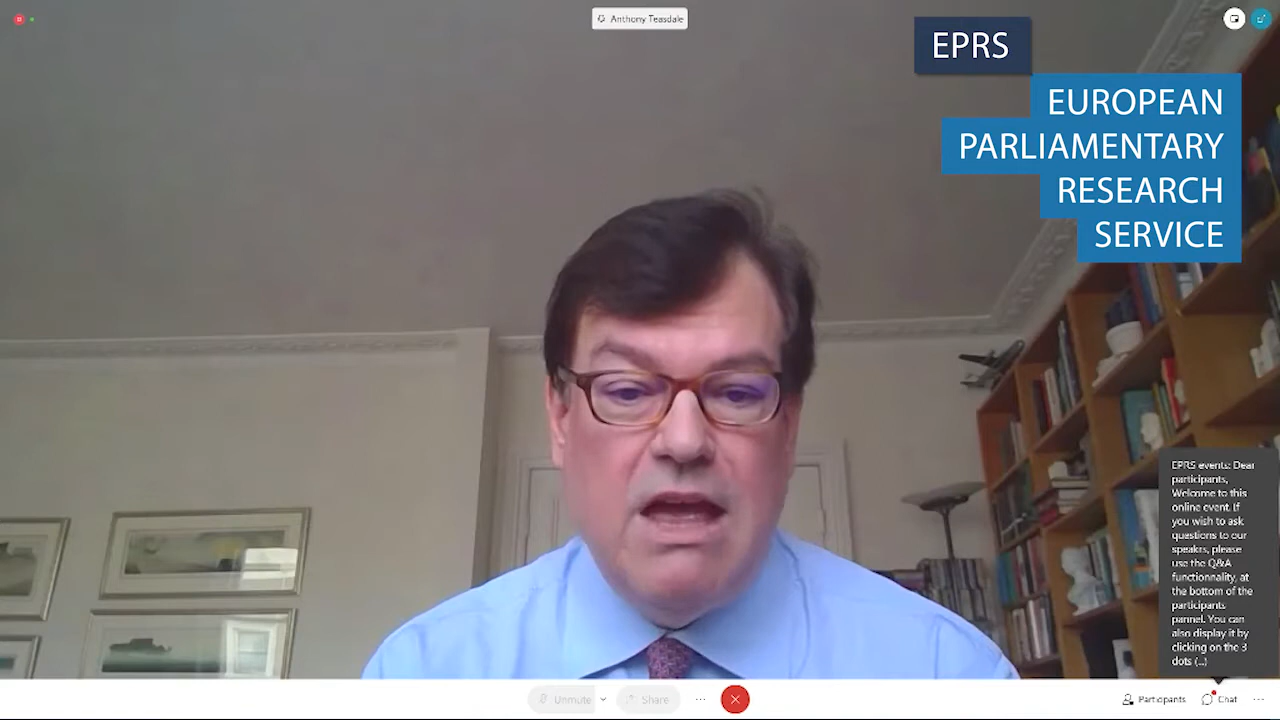 Anthony Teasdale
EPRS
EUROPEAN
PARLIAMENTARY
RESEARCH
SERVICE
EPRS events: Dear
participants,
Welcome to this
online event. If
you wish to ask
questions to our
speakrs, please
use the Q&A
functionnality, at
the bottom of the
participants
pannel. You can
also display it by
clicking on the 3
dots (...)
Unmute
Share
Participants
Chat